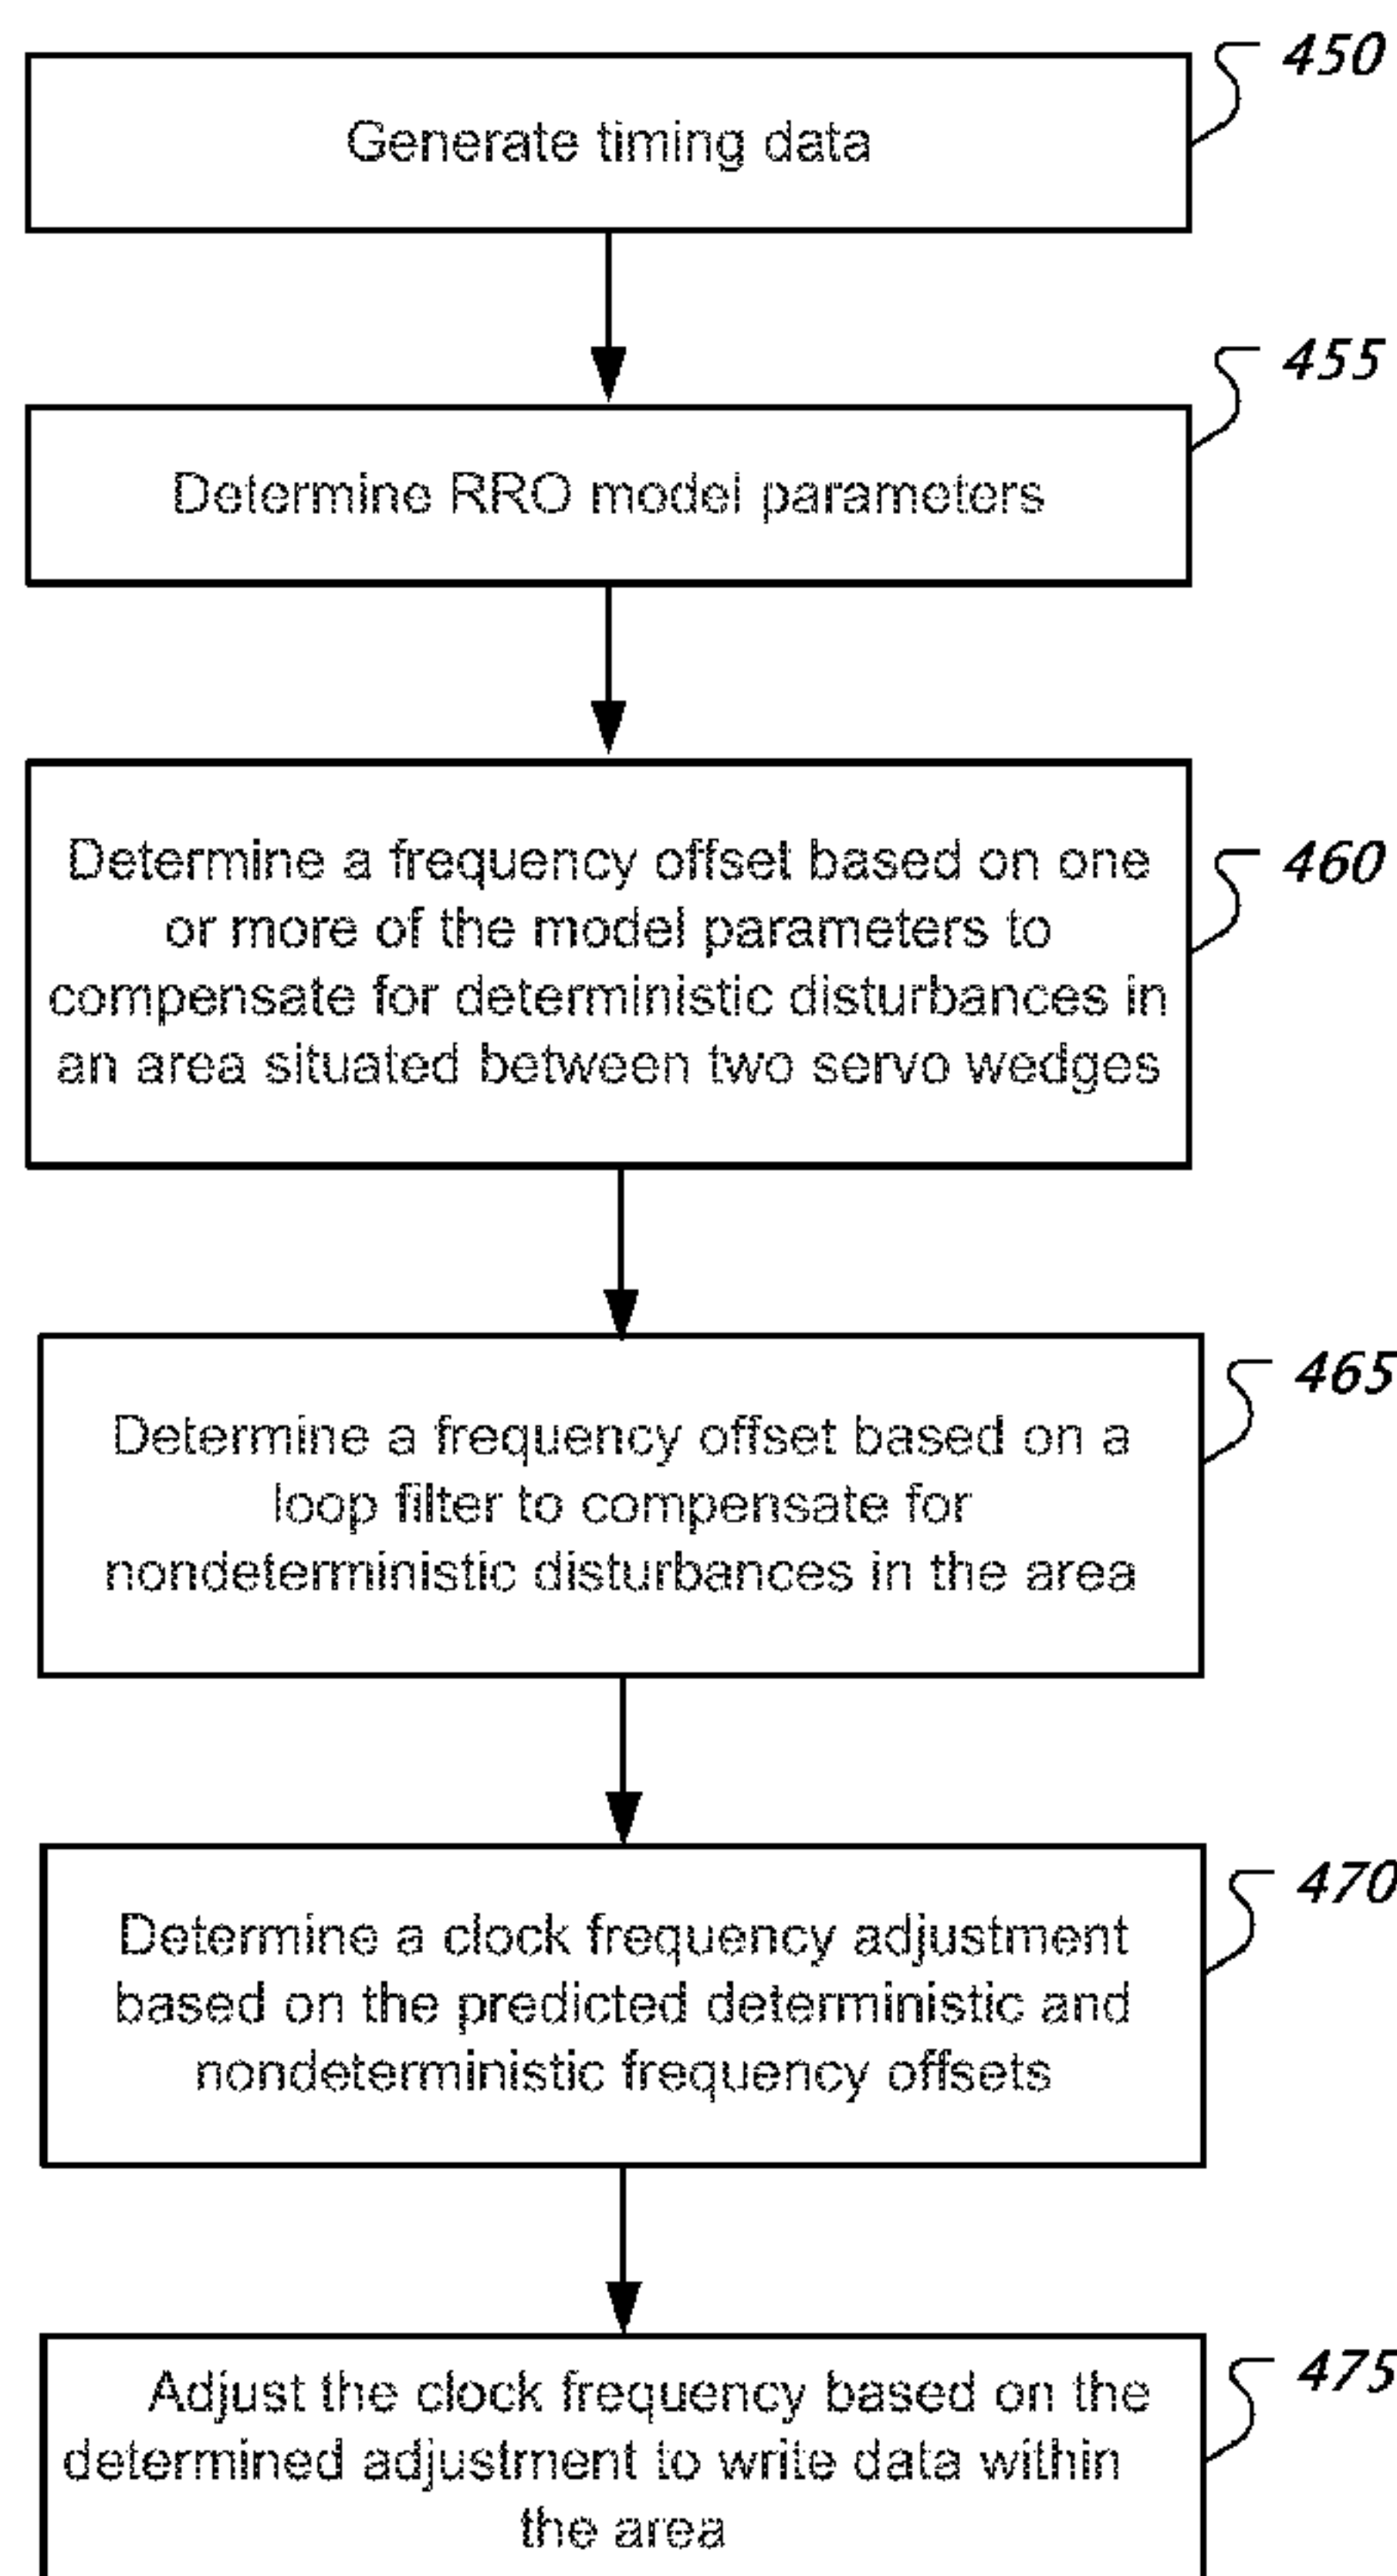 450
Generate timing data
455
Determine RRO model parameters
460
Determine a frequency offset based on one
or more of the model parameters to
compensate for deterministic disturbances in
an area situated between two servo wedges
465
Determine a frequency offset based on a
loop filter to compensate for
nondeterministic disturbances in the area
470
Determine a clock frequency adjustment
based on the predicted deterministic and
nondeterministic frequency offsets
475
Adjust the clock frequency based on the
determined adjustment to write data within
the area